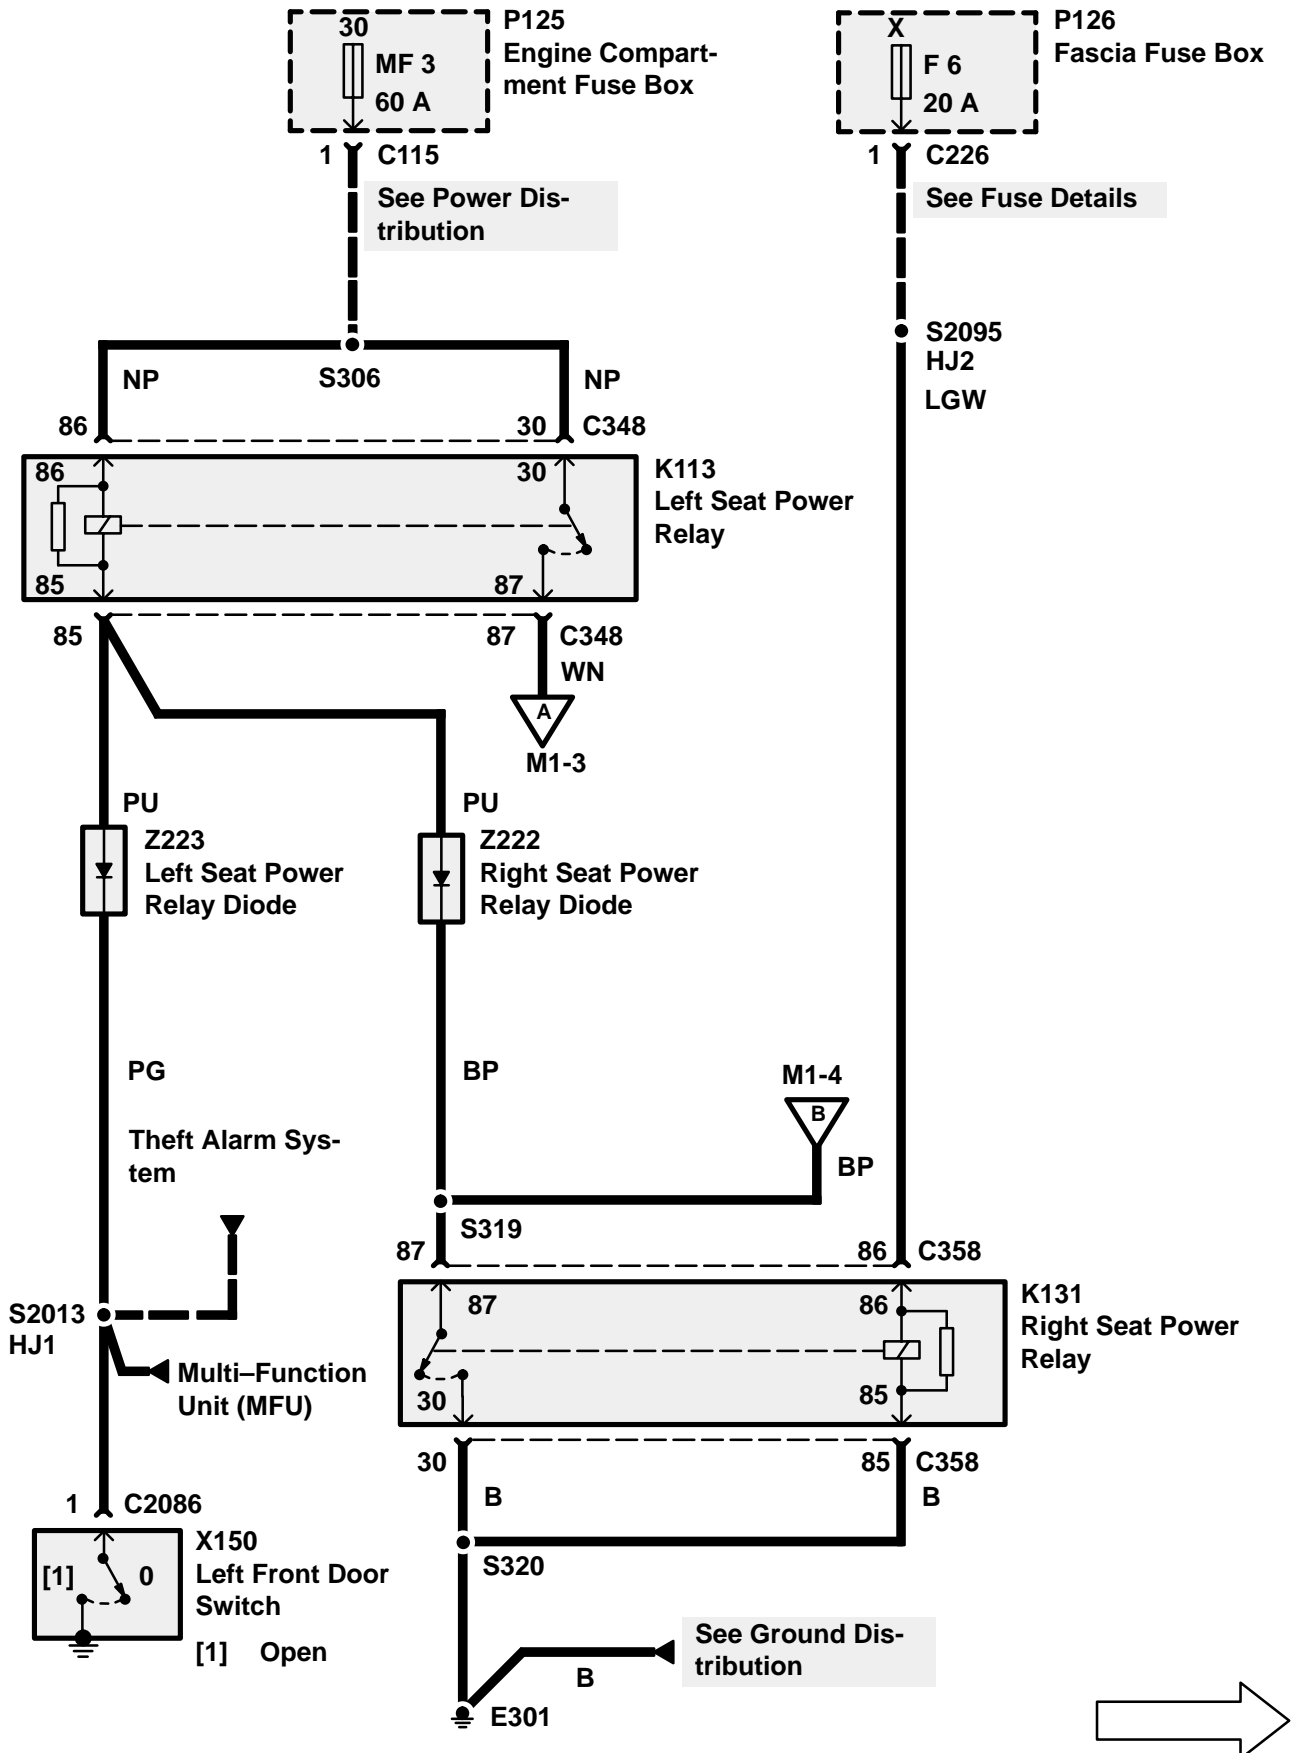 30
MF 3
60 A
P125
Engine Compart-
ment Fuse Box
X
F 6
20 A
P126
Fascia Fuse Box
1 C115
1 C226
See Power Dis-
tribution
See Fuse Details
S2095
HJ2
LGW
S306
NP
NP
86
30 C348
86
30
K113
Left Seat Power
Relay
85
87
85
87 C348
WN
A
M1-3
PU
PU
Z223
Left Seat Power
Relay Diode
Z222
Right Seat Power
Relay Diode
PG
BP
M1-4
B
BP
Theft Alarm Sys-
tem
S319
87
86 C358
87
86
K131
Right Seat Power
Relay
S2013
HJ1
Multi–Function
Unit (MFU)
30
85
30
85 C358
B
B
1 C2086
X150
Left Front Door
Switch
[1] 0
[1] Open
S320
See Ground Dis-
tribution
B
E301